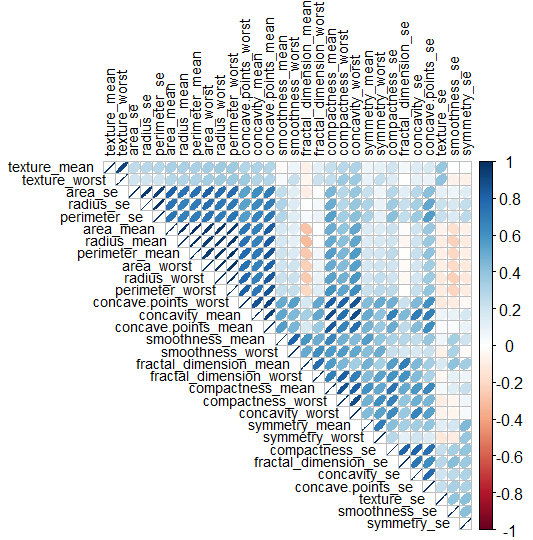 texture_mean
texture_worst
area_se
radius_se
perimeter_se
area_mean
radius_mean
perimeter_mean
area_worst
radius_worst
perimeter_worst
concave.points_worst
concavity_mean
concave.points_mean
smoothness_mean
smoothness_worst
fractal_dimension_mean
fractal_dimension_worst
compactness_mean
compactness_worst
concavity_worst
symmetry_mean
symmetry_worst
compactness_se
fractal_dimension_se
concavity_se
concave.points_se
texture_se
smoothness_se
symmetry_se
texture_mean
texture_worst
area_se
radius_se
perimeter_se
area_mean
radius_mean
perimeter_mean
area_worst
radius_worst
perimeter_worst
concave.points_worst
concavity_mean
concave.points_mean
smoothness_mean
smoothness_worst
fractal_dimension_mean
fractal_dimension_worst
compactness_mean
compactness_worst
concavity_worst
symmetry_mean
symmetry_worst
compactness_se
fractal_dimension_se
concavity_se
concave.points_se
texture_se
smoothness_se
symmetry_se
1
0.8
0.6
0.4
0.2
0
-0.2
-0.4
-0.6
-0.8
-1